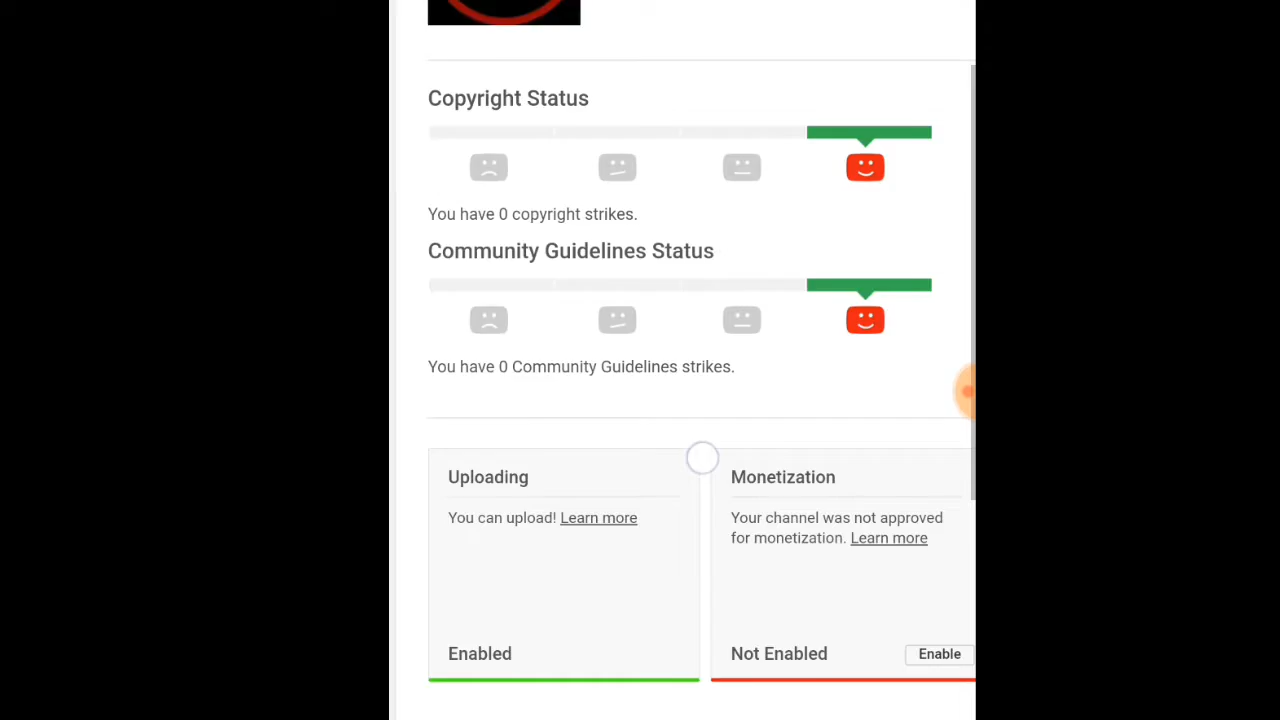 Copyright Status
You have 0 copyright strikes.
Community Guidelines Status
You have 0 Community Guidelines strikes.
Uploading
You can upload! Learn more
Enabled
Monetization
Your channel was not approved
for monetization. Learn more
Not Enabled
Enable